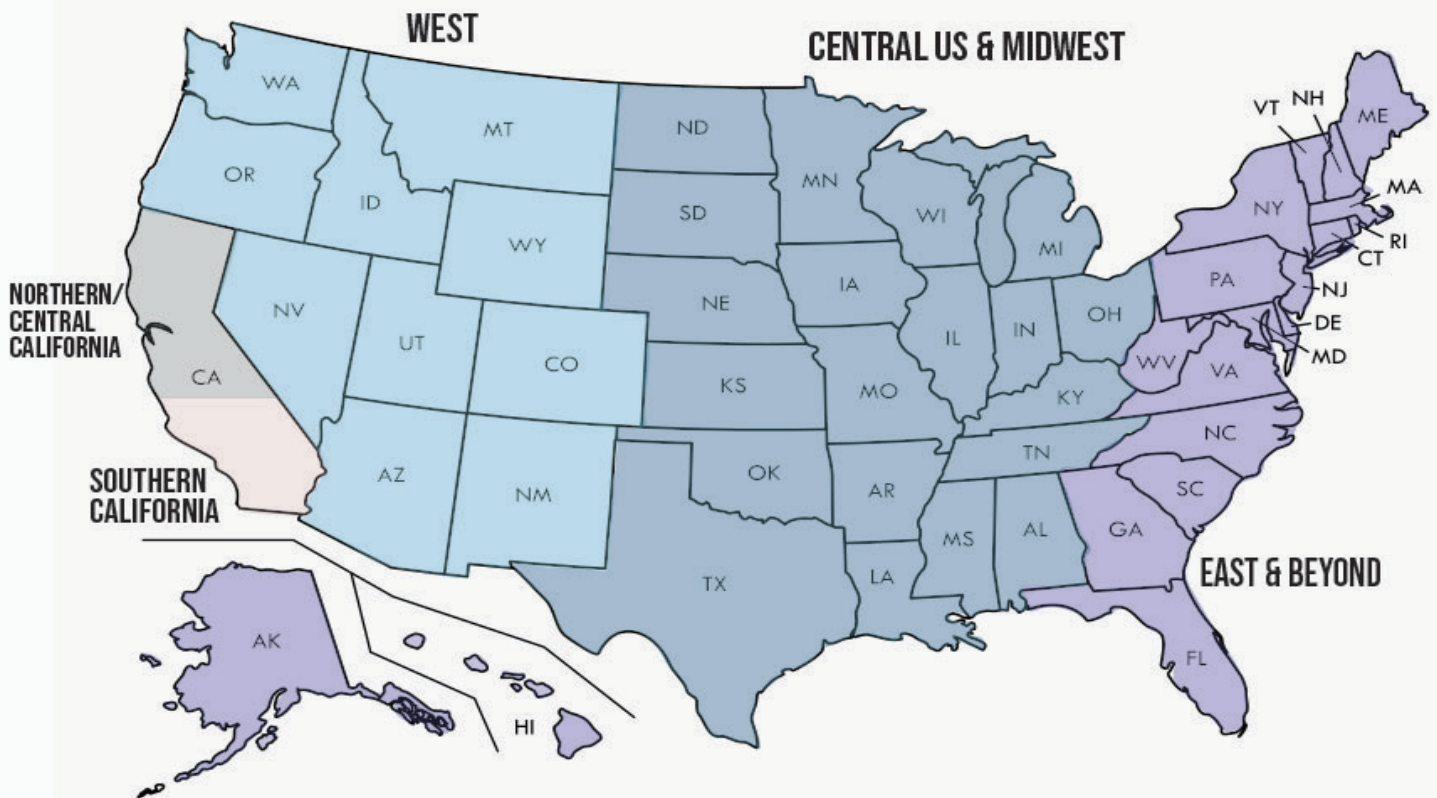 WEST
CENTRAL US & MIDWEST
WA
MT
ND
MN
VT
NH
ME
OR
ID
SD
WI
MI
NY
MA
WY
RI
CT
NORTHERN/
CENTRAL
CALIFORNIA
NV
NE
IA
PA
NJ
UT
CO
IL
IN
OH
DE
MD
CA
KS
MO
WV
VA
KY
NC
SOUTHERN
CALIFORNIA
AZ
NM
OK
AR
TN
SC
MS
AL
GA
TX
LA
EAST & BEYOND
AK
HI
FL